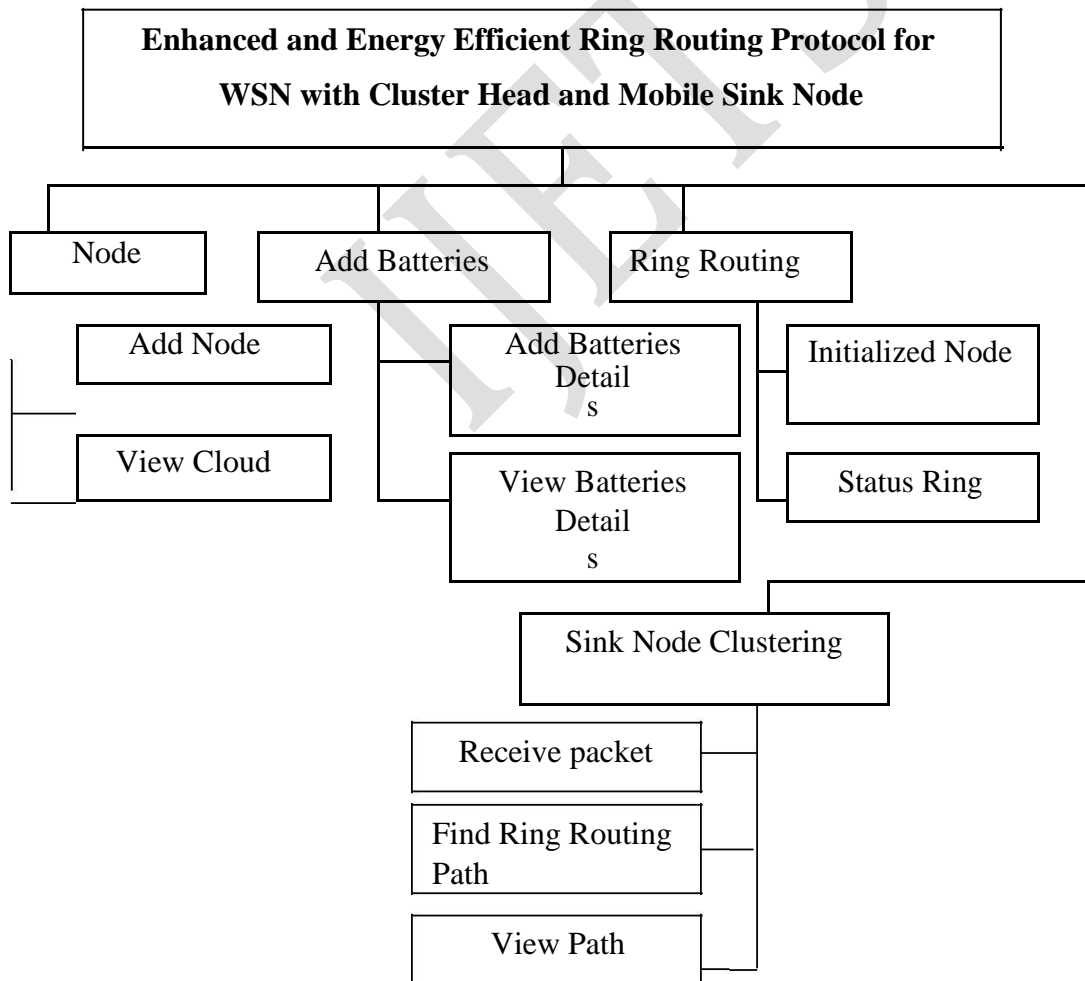 Enhanced and Energy Efficient Ring Routing Protocol for
WSN with Cluster Head and Mobile Sink Node
Node
Add Batteries
Ring Routing
Add Node
Add Batteries
Detail
s
Initialized Node
View Cloud
View Batteries
Detail
s
Status Ring
Sink Node Clustering
Receive packet
Find Ring Routing
Path
View Path
IJET